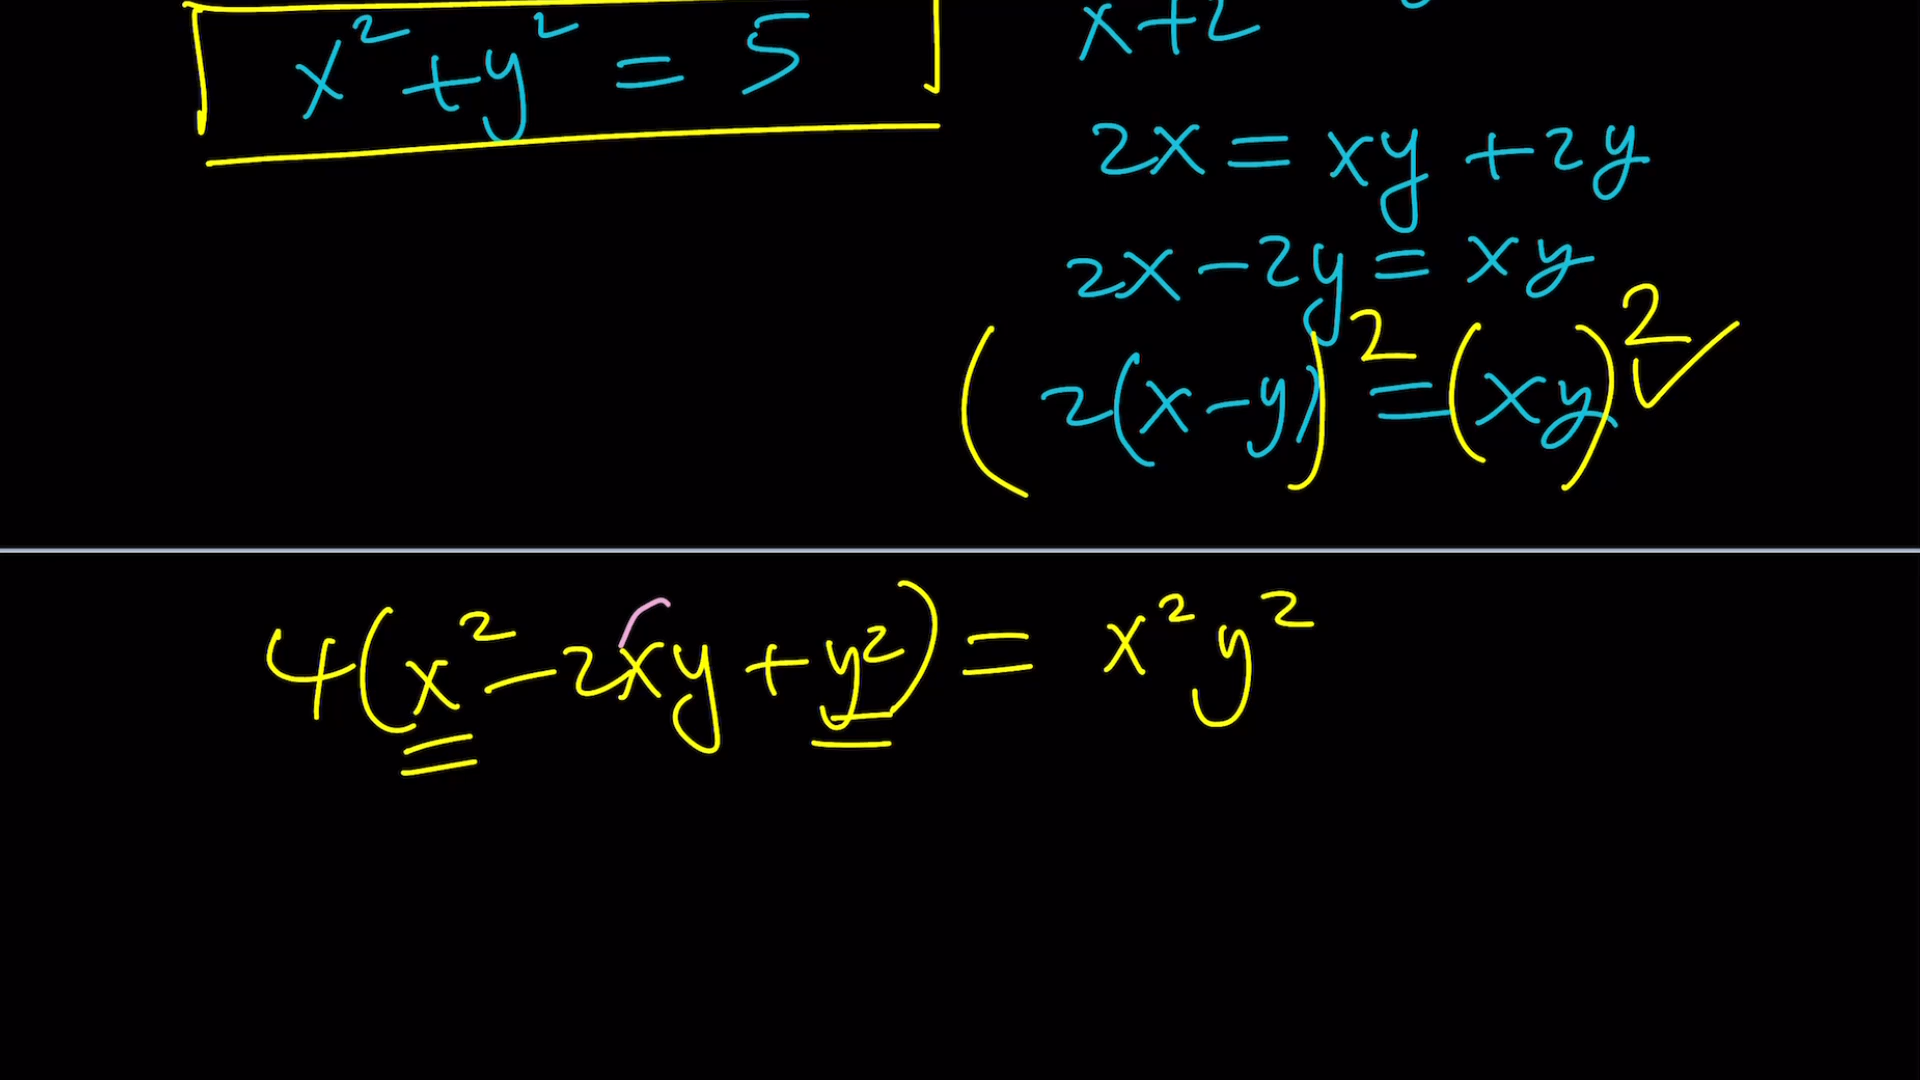 x² + y² = 5
x+2
2x = xy + 2y
2x - 2y = xy
(2(x-y))² = (xy)²
4(x² - 2xy + y²) = x²y²